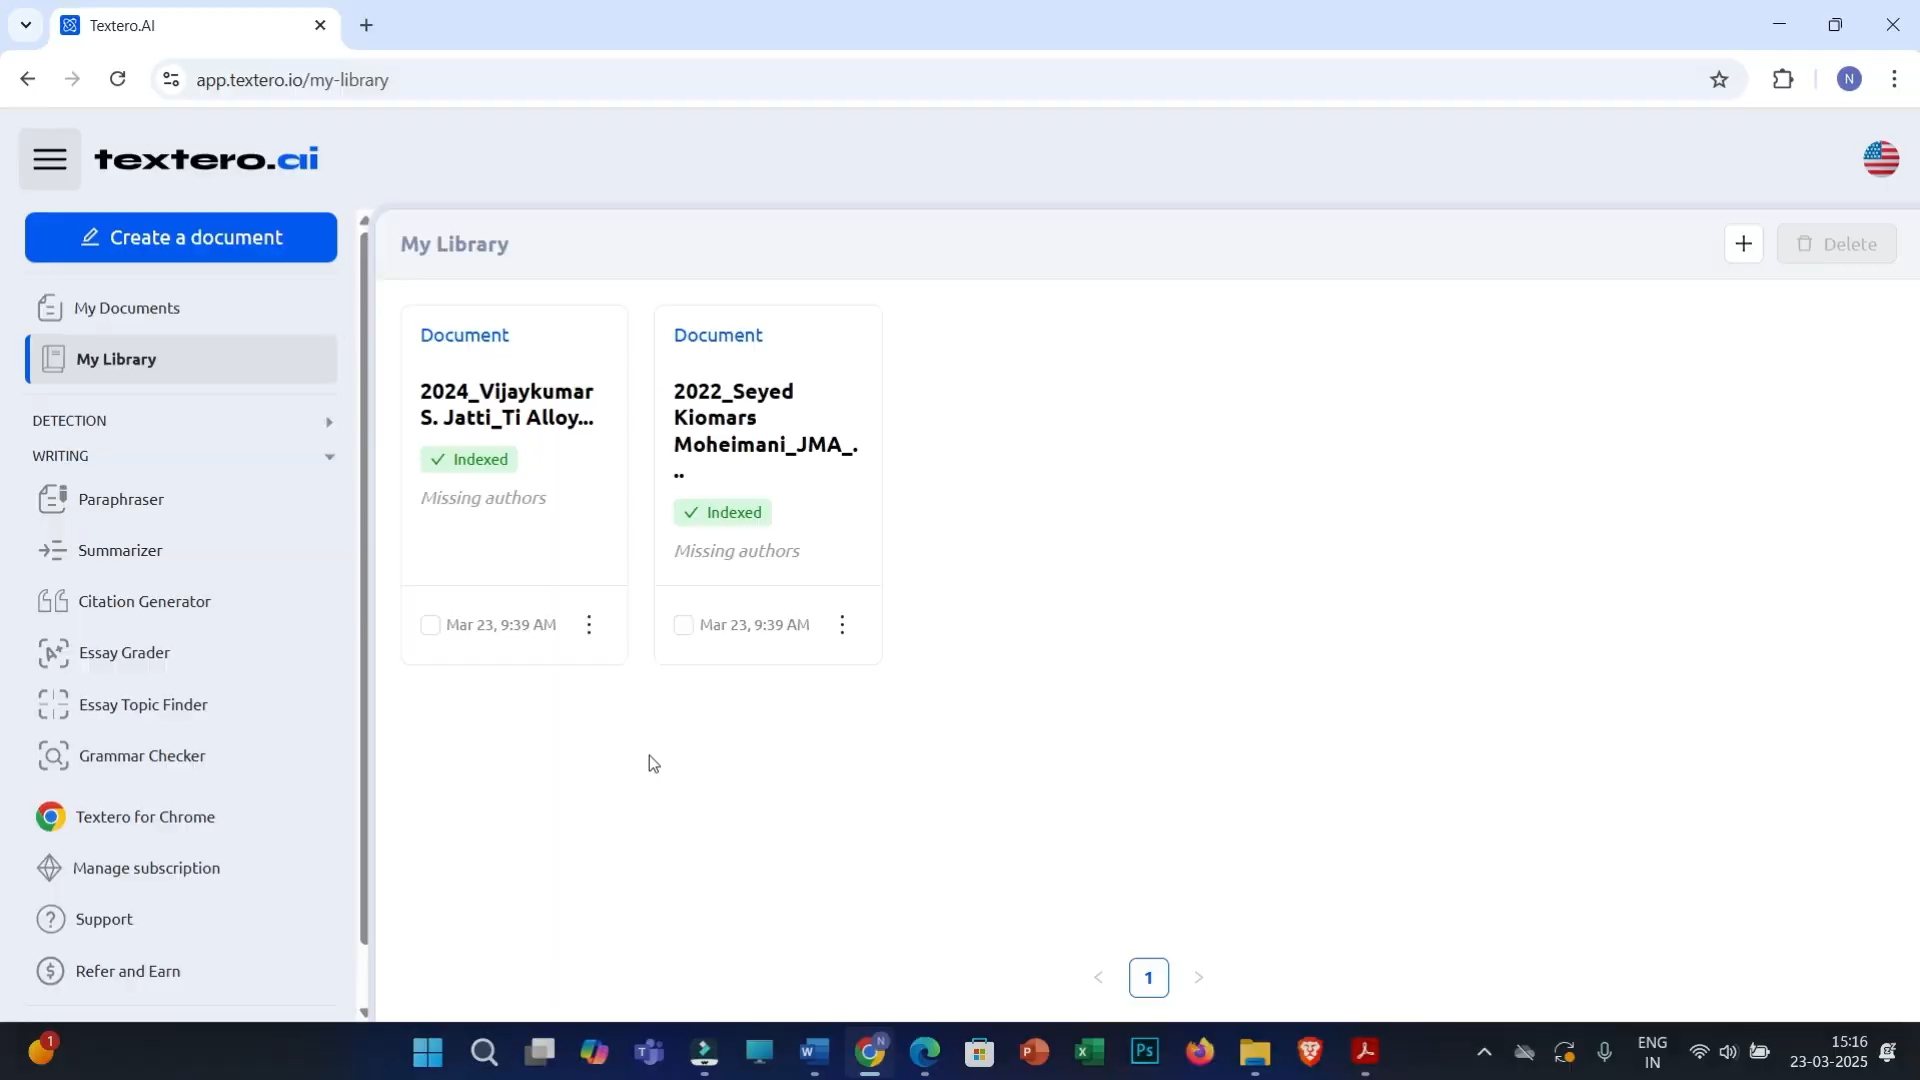 Textero.AI
app.textero.io/my-library
N
textero.ai
Create a document
My Documents
My Library
DETECTION
WRITING
Paraphraser
Summarizer
Citation Generator
Essay Grader
Essay Topic Finder
Grammar Checker
Textero for Chrome
Manage subscription
Support
Refer and Earn
My Library
Delete
Document
2024_Vijaykumar
S. Jatti_Ti Alloy...
Indexed
Missing authors
Mar 23, 9:39 AM
Document
2022_Seyed
Kiomars
Moheimani_JMA_.
..
Indexed
Missing authors
Mar 23, 9:39 AM
1
1
N
Ps
ENG
IN
15:16
23-03-2025